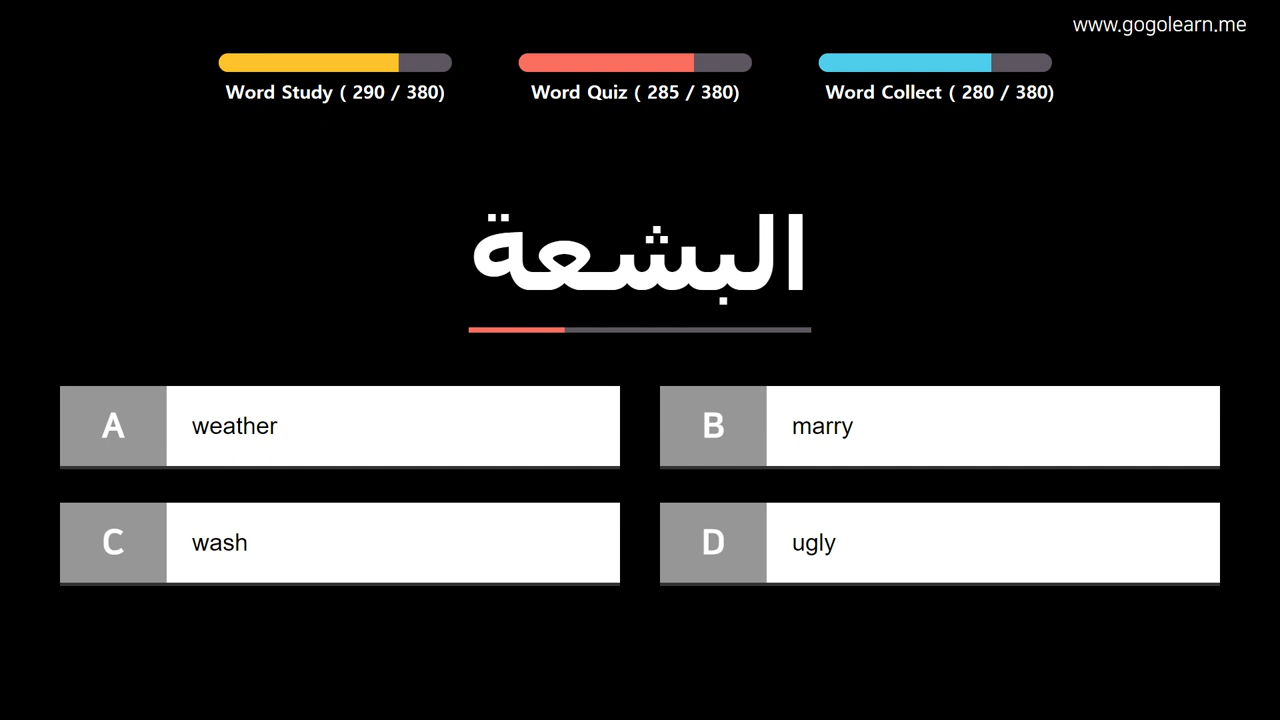 www.gogolearn.me
Word Study ( 290 / 380)
Word Quiz ( 285 / 380)
Word Collect ( 280 / 380)
البشعة
A weather
B marry
C wash
D ugly